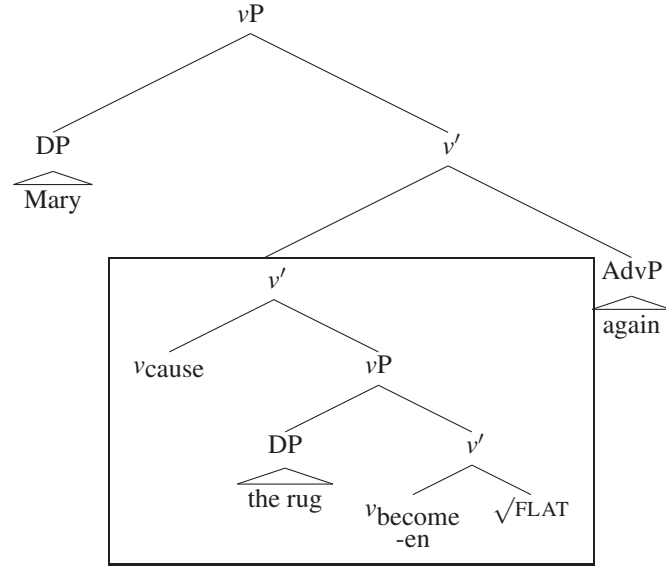 vP
DP
v′
Mary
v′
AdvP
again
vcause
vP
DP
v′
the rug
vbecome
-en
√FLAT